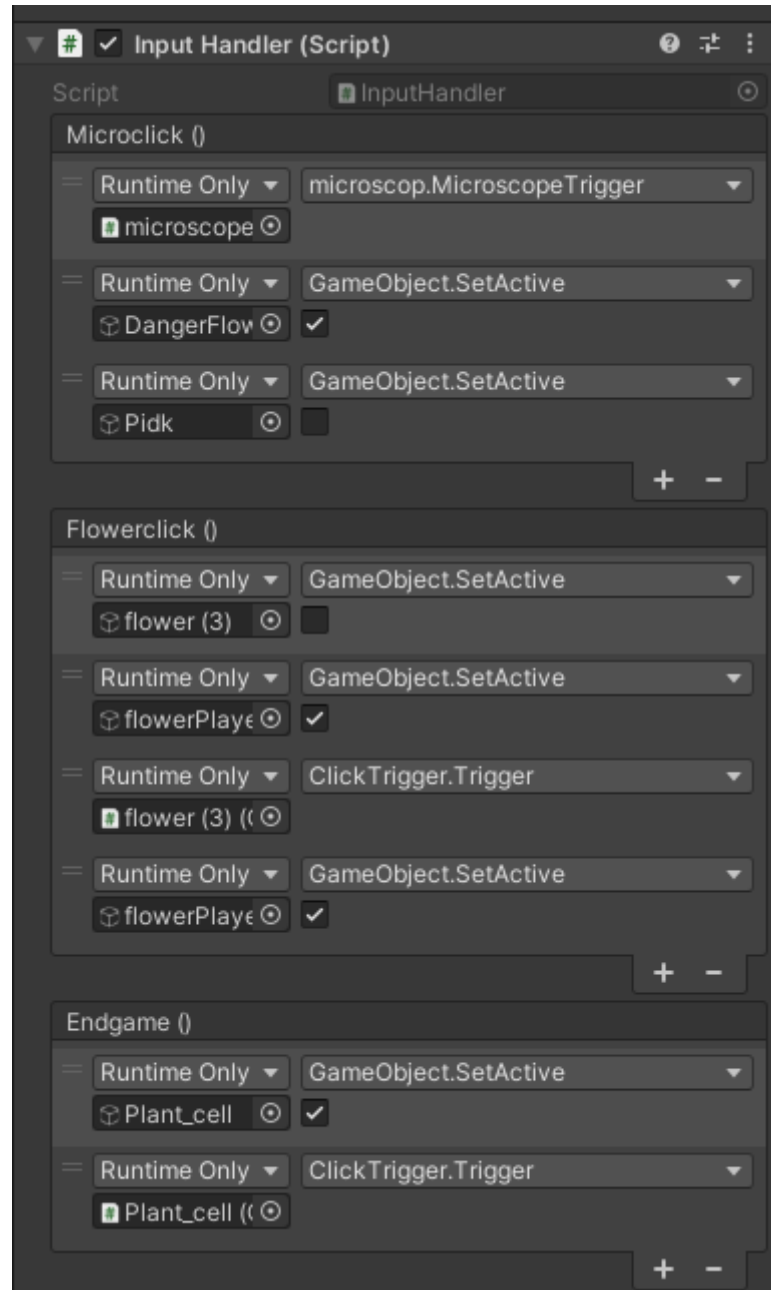 Input Handler (Script)
Script InputHandler
Microclick ()
Runtime Only microscop.MicroscopeTrigger
microscope
Runtime Only GameObject.SetActive
DangerFlow
Runtime Only GameObject.SetActive
Pidk
Flowerclick ()
Runtime Only GameObject.SetActive
flower (3)
Runtime Only GameObject.SetActive
flowerPlaye
Runtime Only ClickTrigger.Trigger
flower (3) ((
Runtime Only GameObject.SetActive
flowerPlaye
Endgame ()
Runtime Only GameObject.SetActive
Plant_cell
Runtime Only ClickTrigger.Trigger
Plant_cell ((